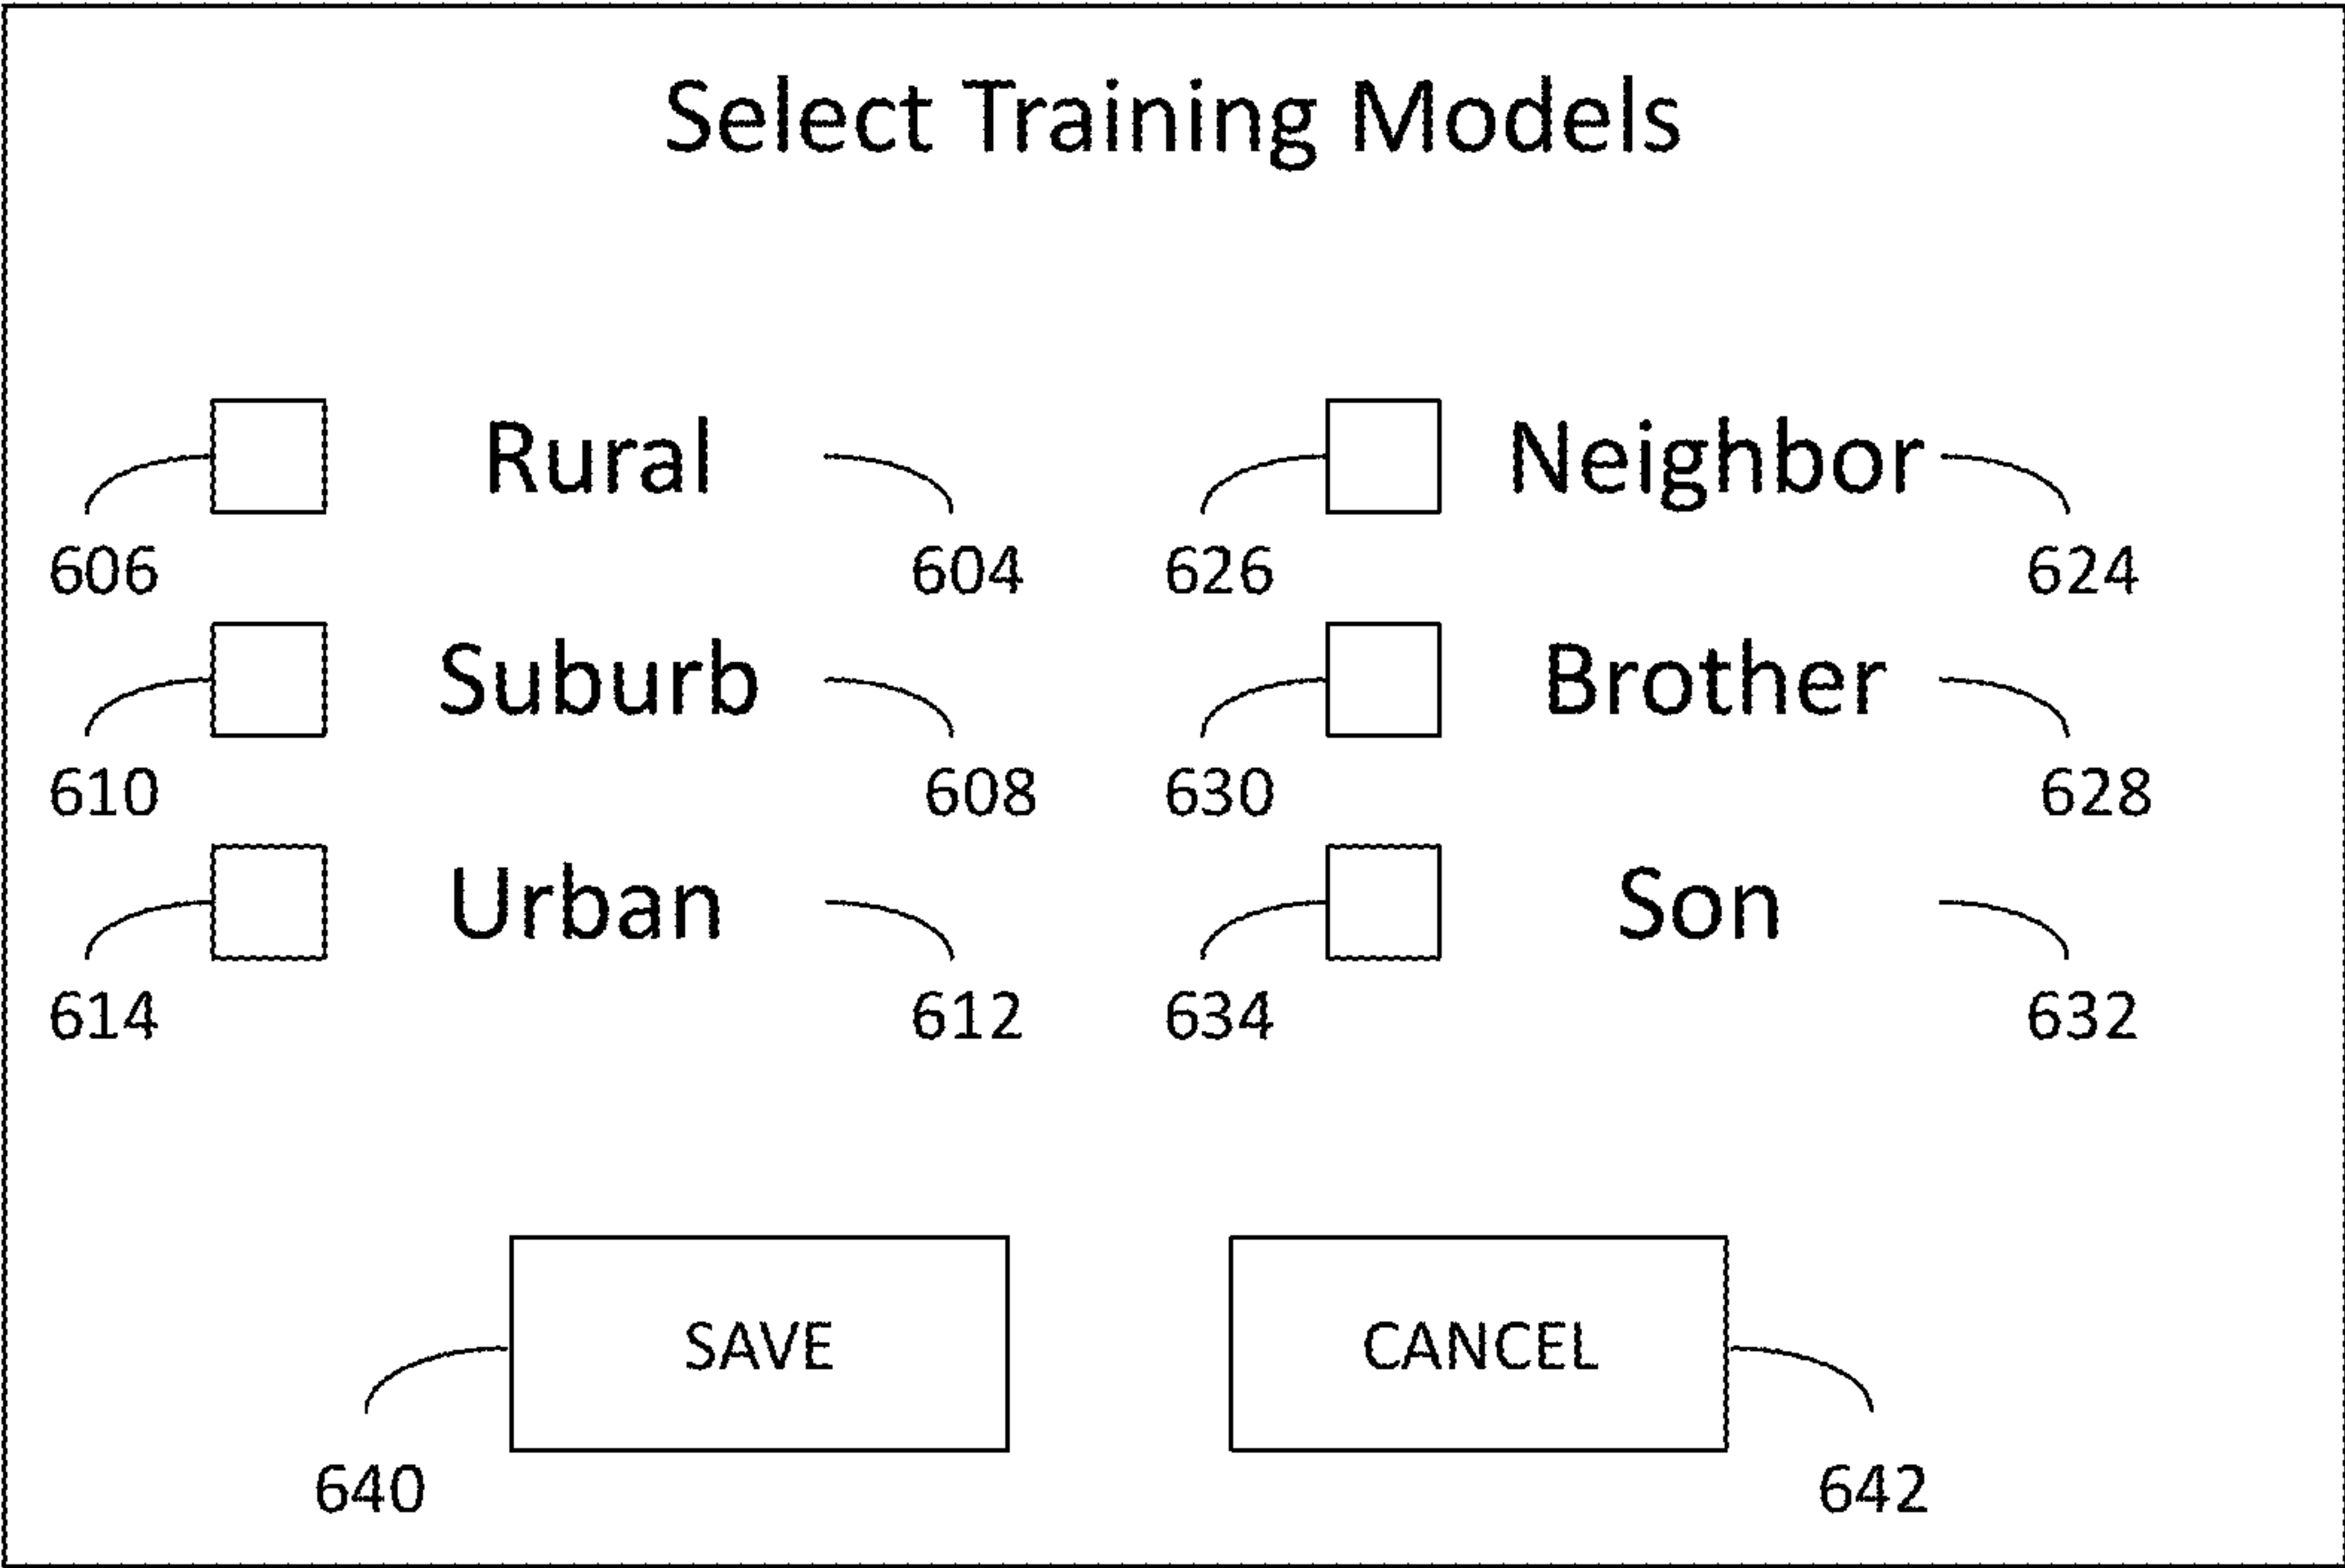 Select Training Models
Rural Neighbor
606 604 626 624
Suburb Brother
610 608 630 628
Urban Son
614 612 634 632
SAVE CANCEL
640 642